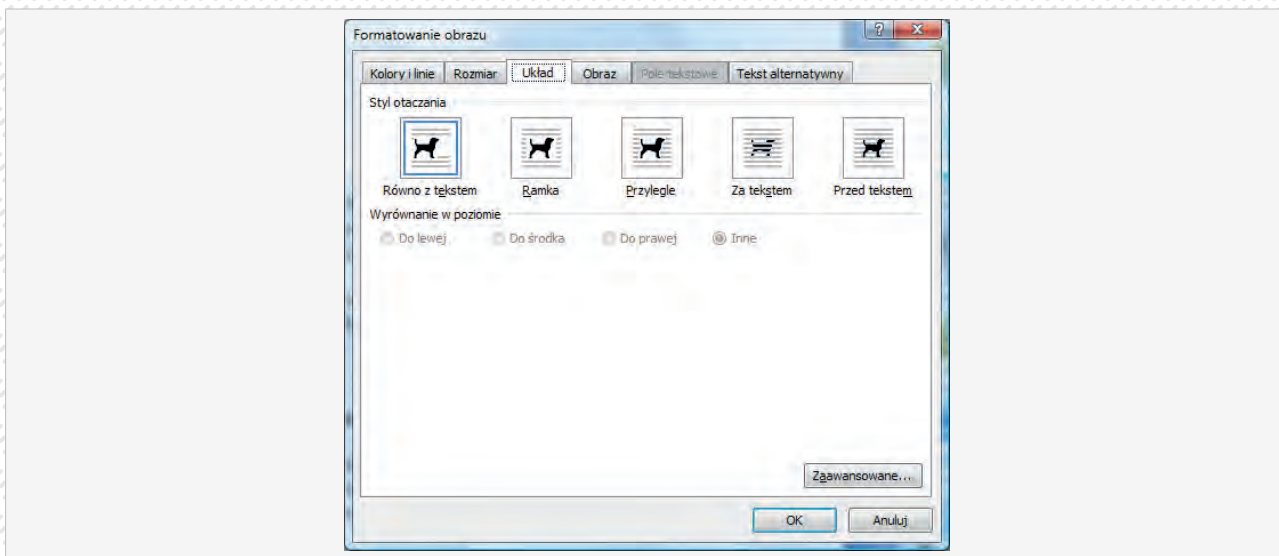 Formatowanie obrazu
Kolory i linie Rozmiar Układ Obraz Pole tekstowe Tekst alternatywny
Styl otaczania
Równo z tekstem Ramka Przylegle Za tekstem Przed tekstem
Wyrównanie w poziomie
Do lewej Do środka Do prawej Inne
Zaawansowane...
OK Anuluj